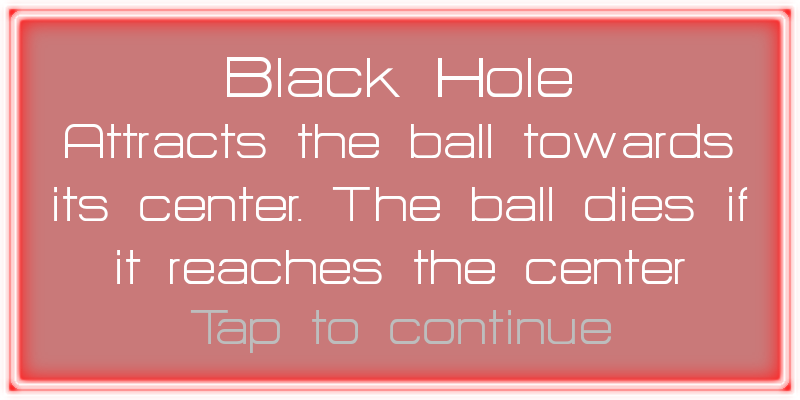 Black Hole
Attracts the ball towards
its center. The ball dies if
it reaches the center
Tap to continue